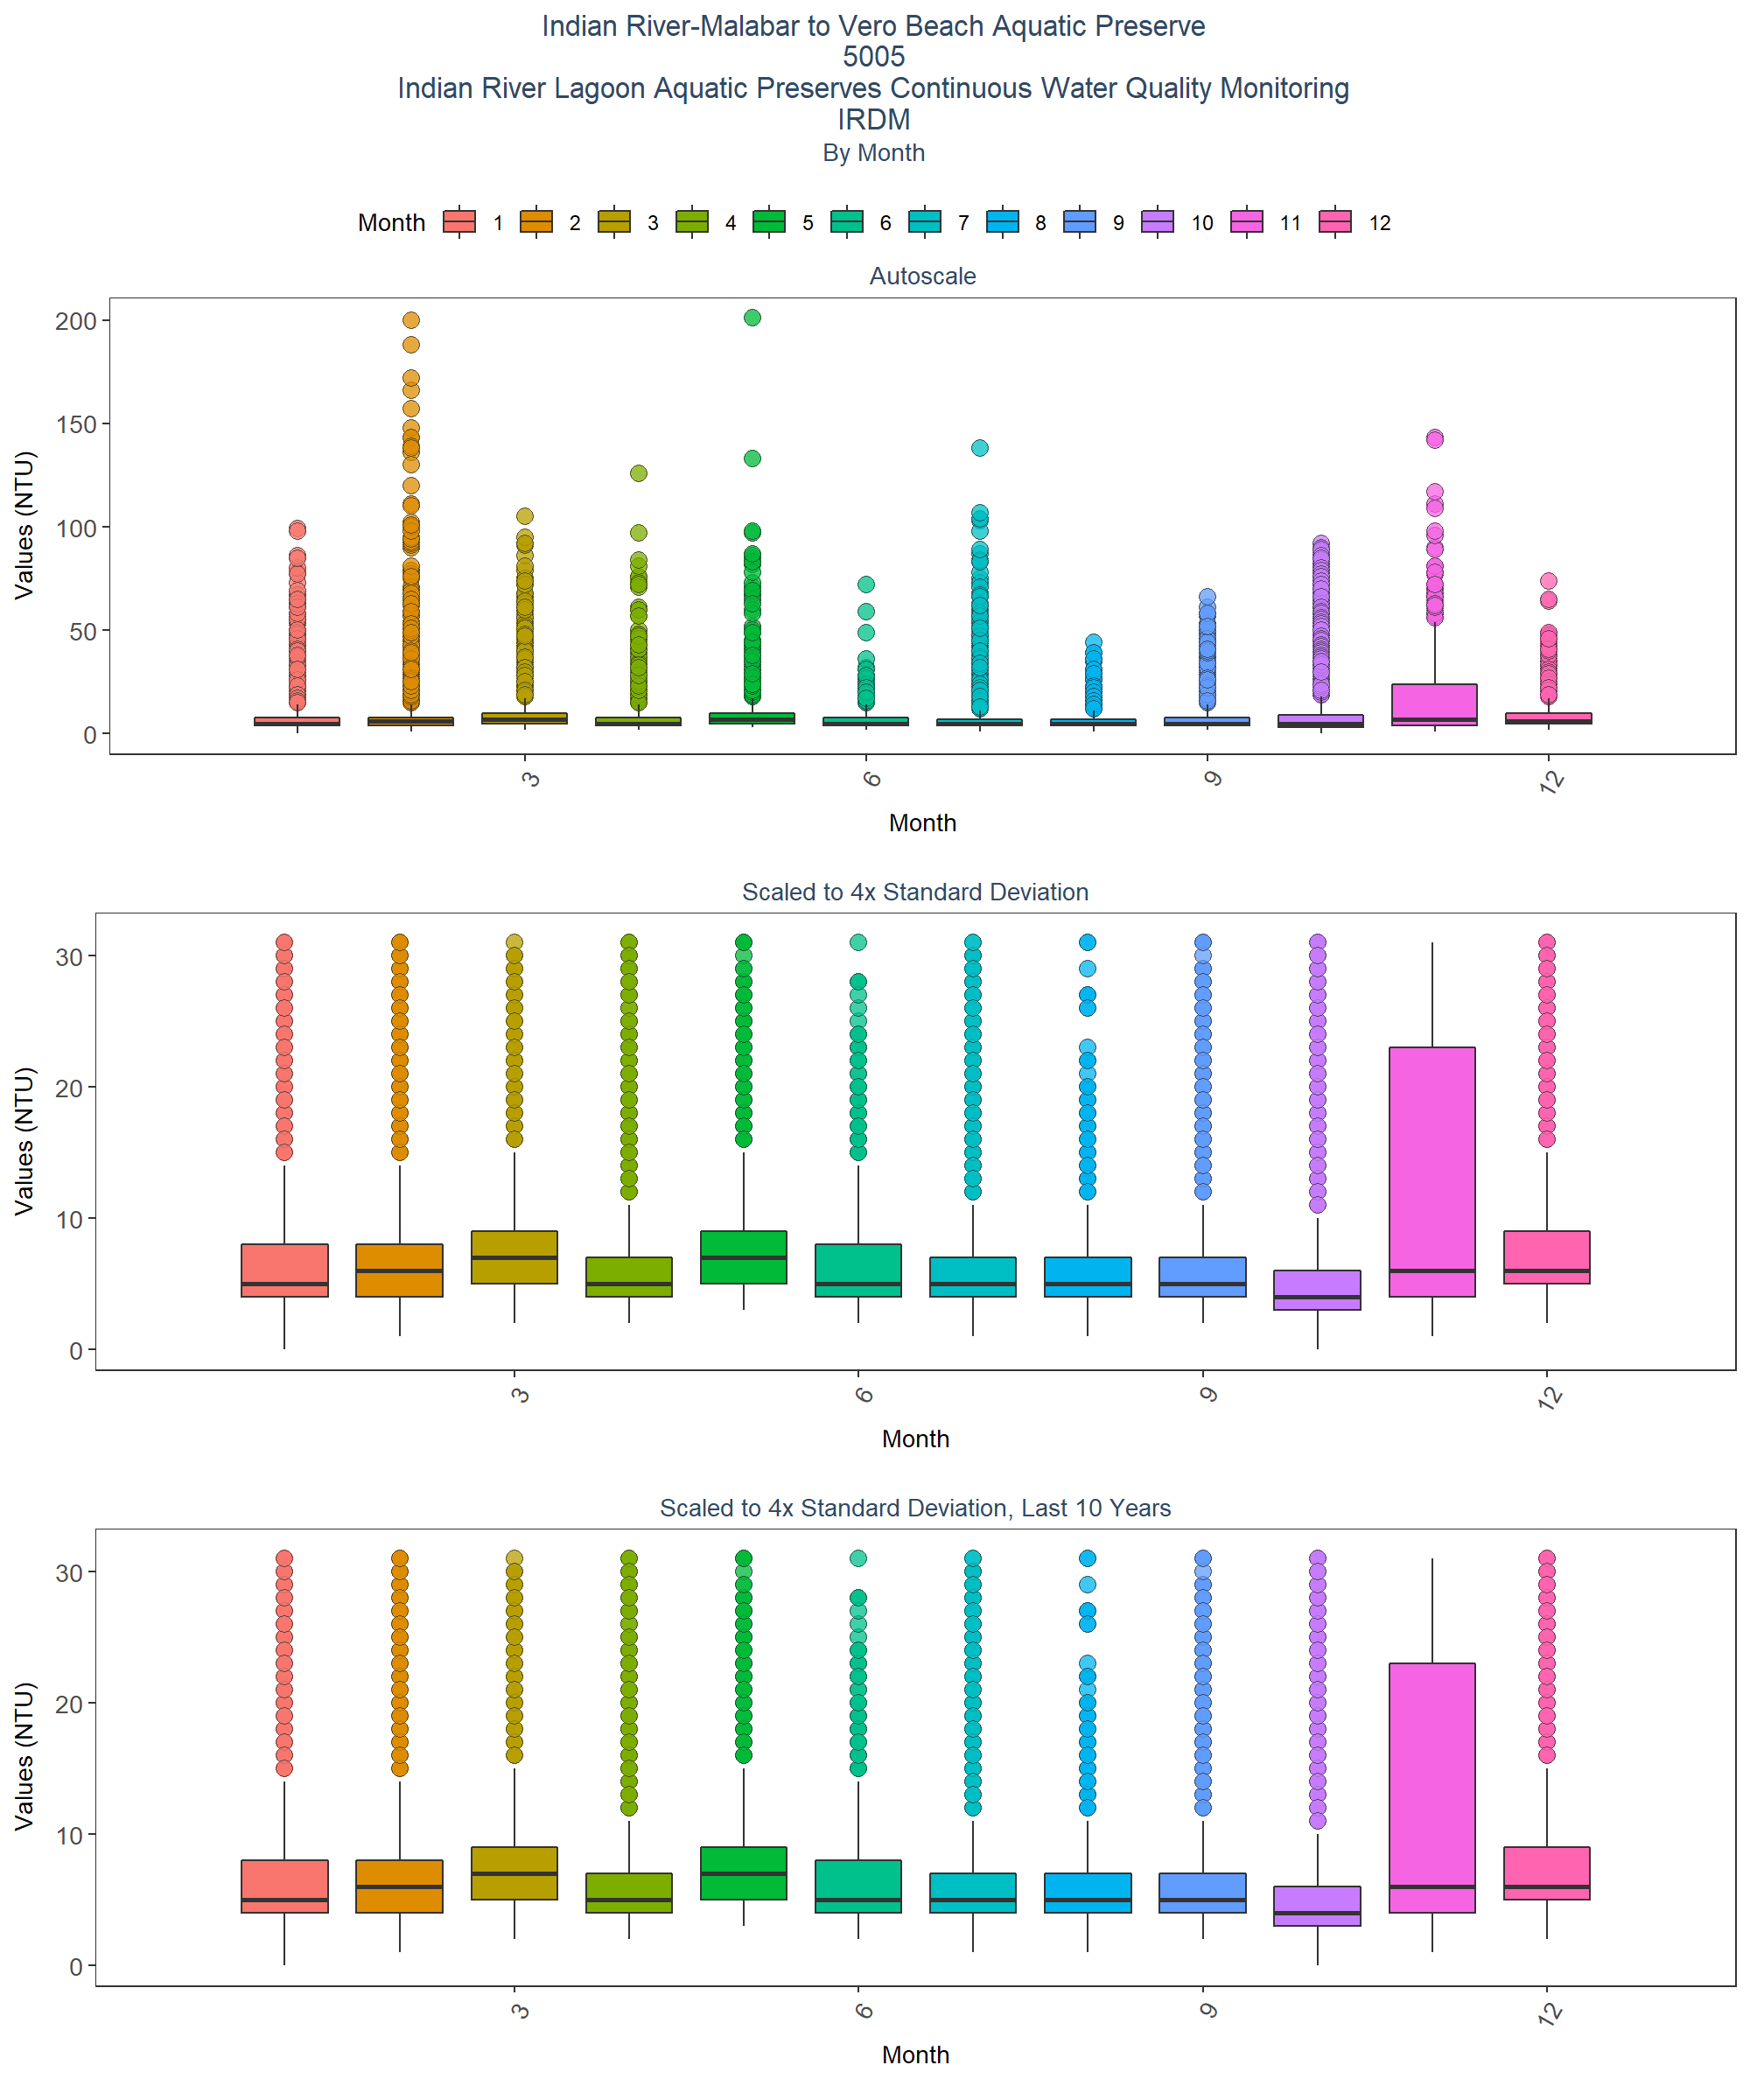 Indian River-Malabar to Vero Beach Aquatic Preserve
5005
Indian River Lagoon Aquatic Preserves Continuous Water Quality Monitoring
IRDM
By Month
Month 1 2 3 4 5 6 7 8 9 10 11 12
Autoscale
Values (NTU)
200
150
100
50
0
3 6 9 12
Month
Scaled to 4x Standard Deviation
Values (NTU)
30
20
10
0
3 6 9 12
Month
Scaled to 4x Standard Deviation, Last 10 Years
Values (NTU)
30
20
10
0
3 6 9 12
Month